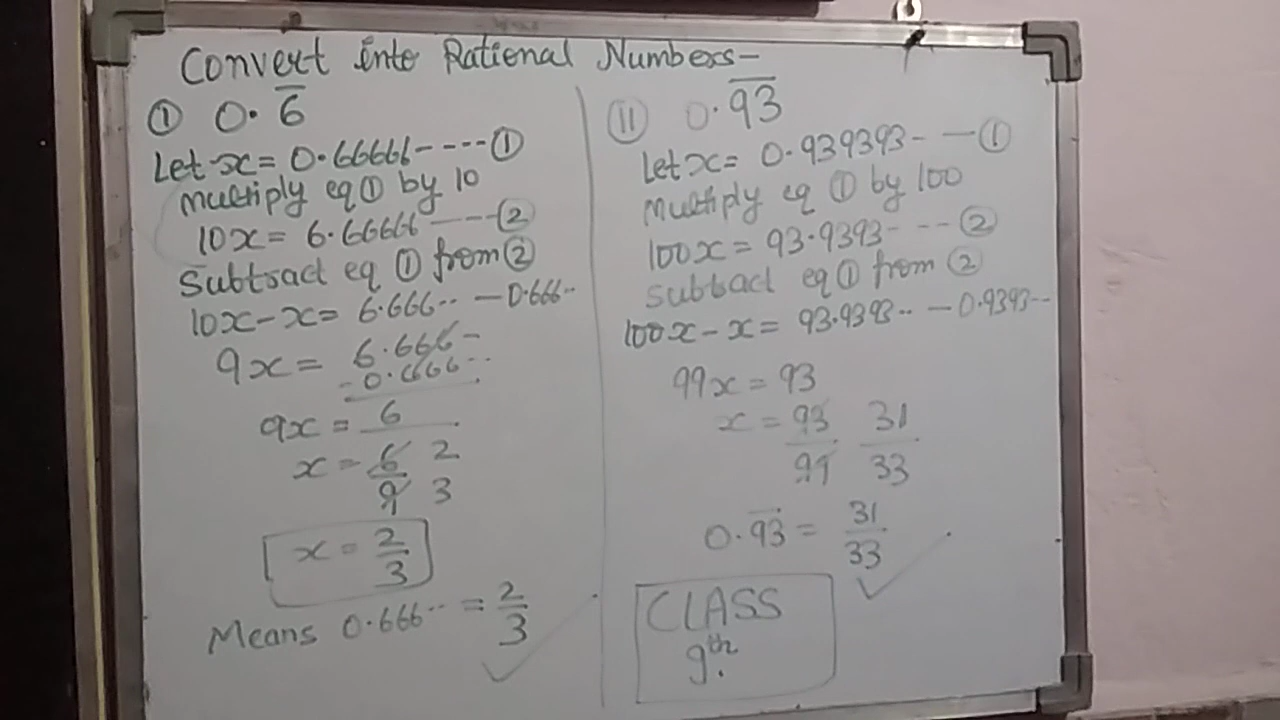 Convert into Rational Numbers-
① 0.6̅
Let x = 0.66666----- ①
multiply eq ① by 10
10x = 6.66666 ----- ②
Subtract eq ① from ②
10x - x = 6.666.. - 0.666..
9x = 6.666-
-0.6666...
9x = 6
x = 6/9 2/3
x = 2/3
Means 0.666.. = 2/3
⑪ 0.9̅3̅
Let x = 0.939393- — ①
multiply eq ① by 100
100x = 93.9393- -- ②
subtract eq ① from ②
100x - x = 93.9393.. - 0.9393--
99x = 93
x = 93/99 31/33
0.9̅3̅ = 31/33
CLASS
9th.